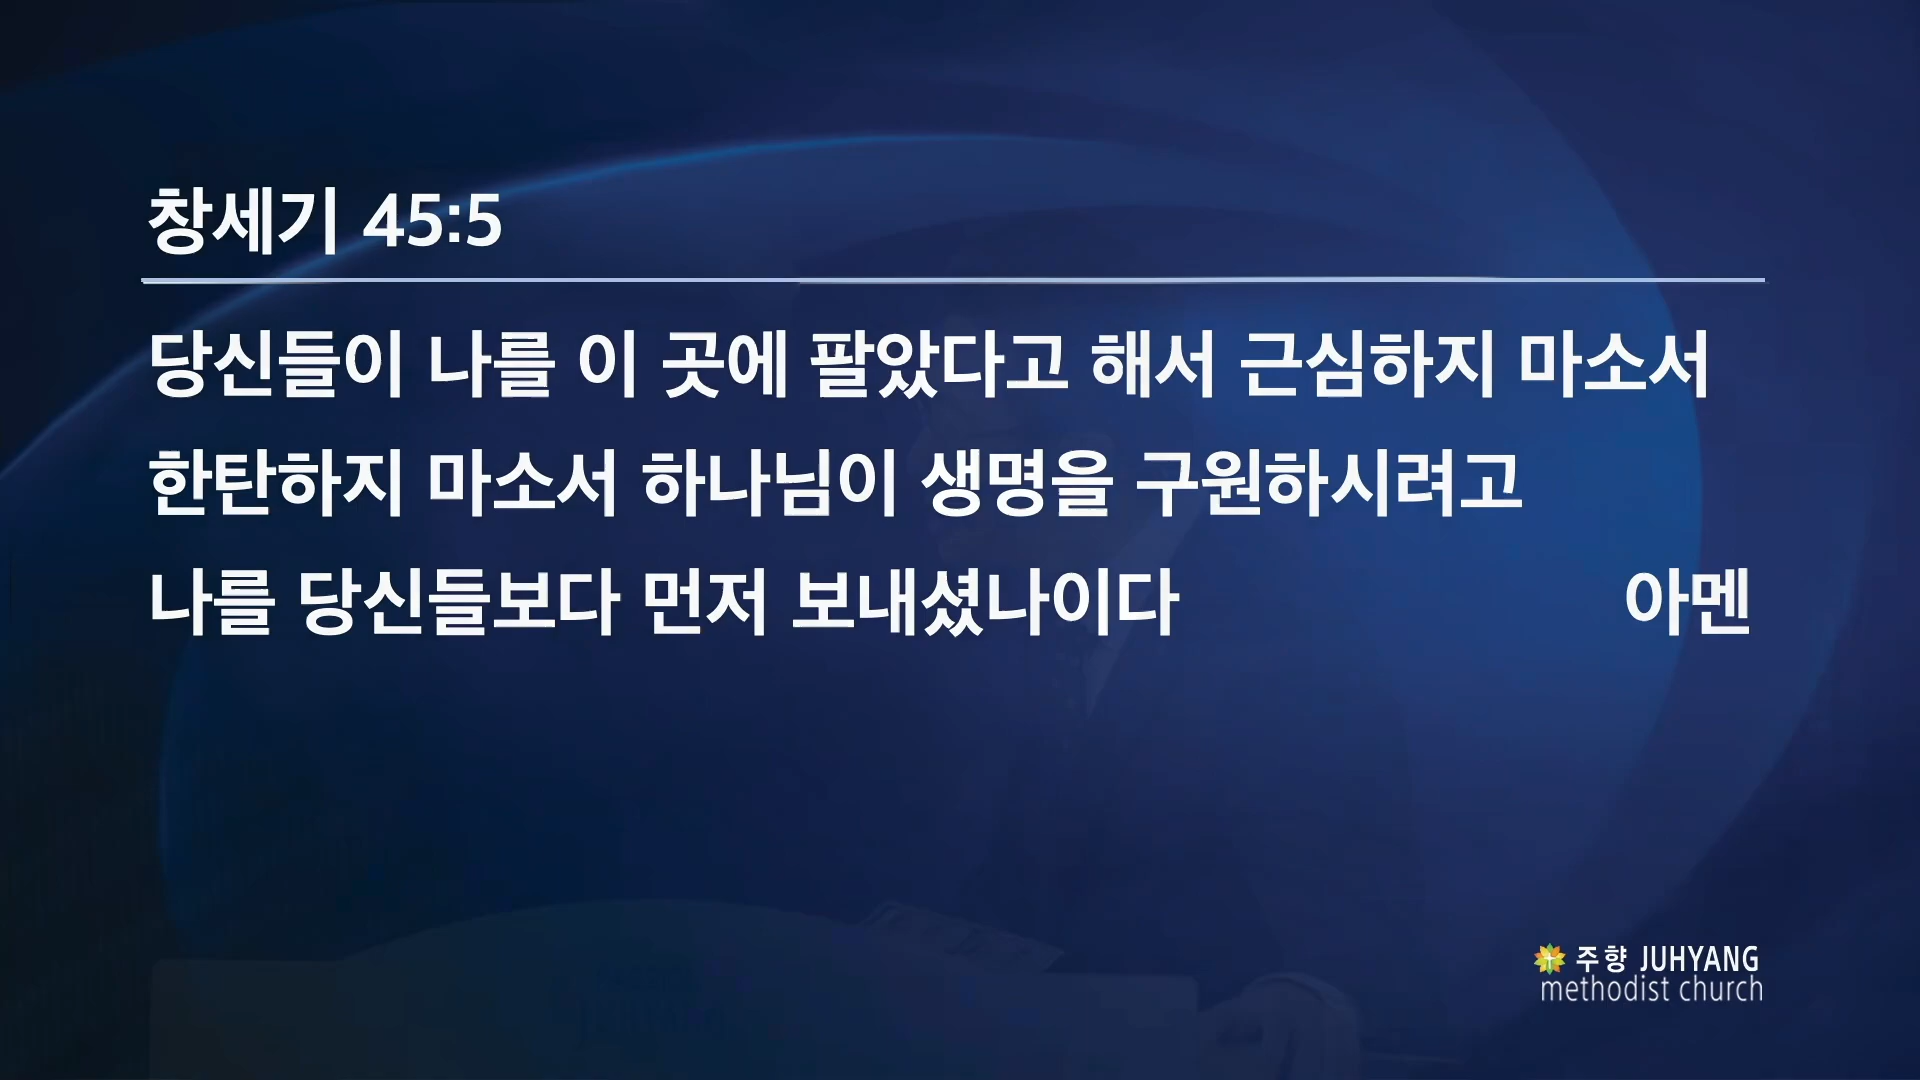 창세기 45:5
당신들이 나를 이 곳에 팔았다고 해서 근심하지 마소서
한탄하지 마소서 하나님이 생명을 구원하시려고
나를 당신들보다 먼저 보내셨나이다 아멘
주향 JUHYANG
methodist church